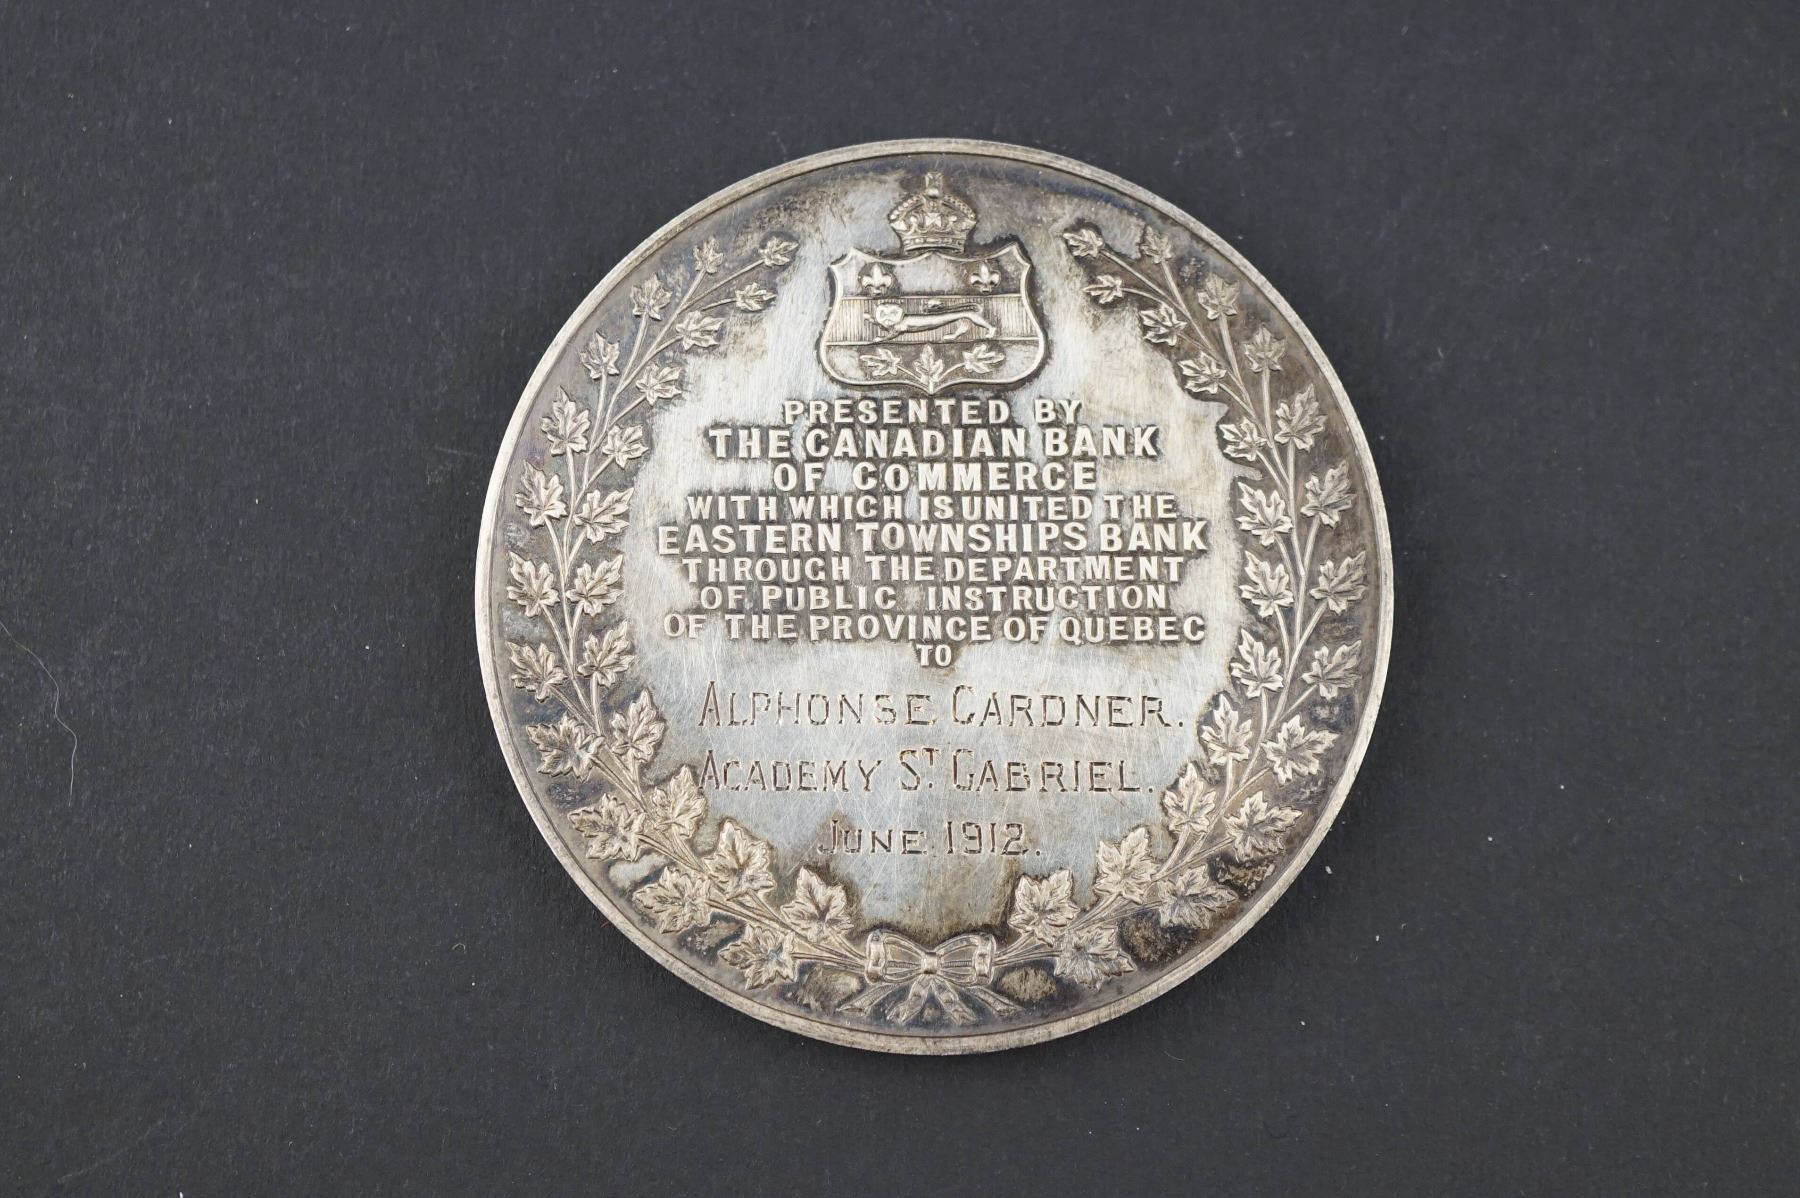 PRESENTED BY
THE CANADIAN BANK
OF COMMERCE
WITH WHICH IS UNITED THE
EASTERN TOWNSHIPS BANK
THROUGH THE DEPARTMENT
OF PUBLIC INSTRUCTION
OF THE PROVINCE OF QUEBEC
TO
ALPHONSE GARDNER.
ACADEMY ST. GABRIEL.
JUNE 1912.